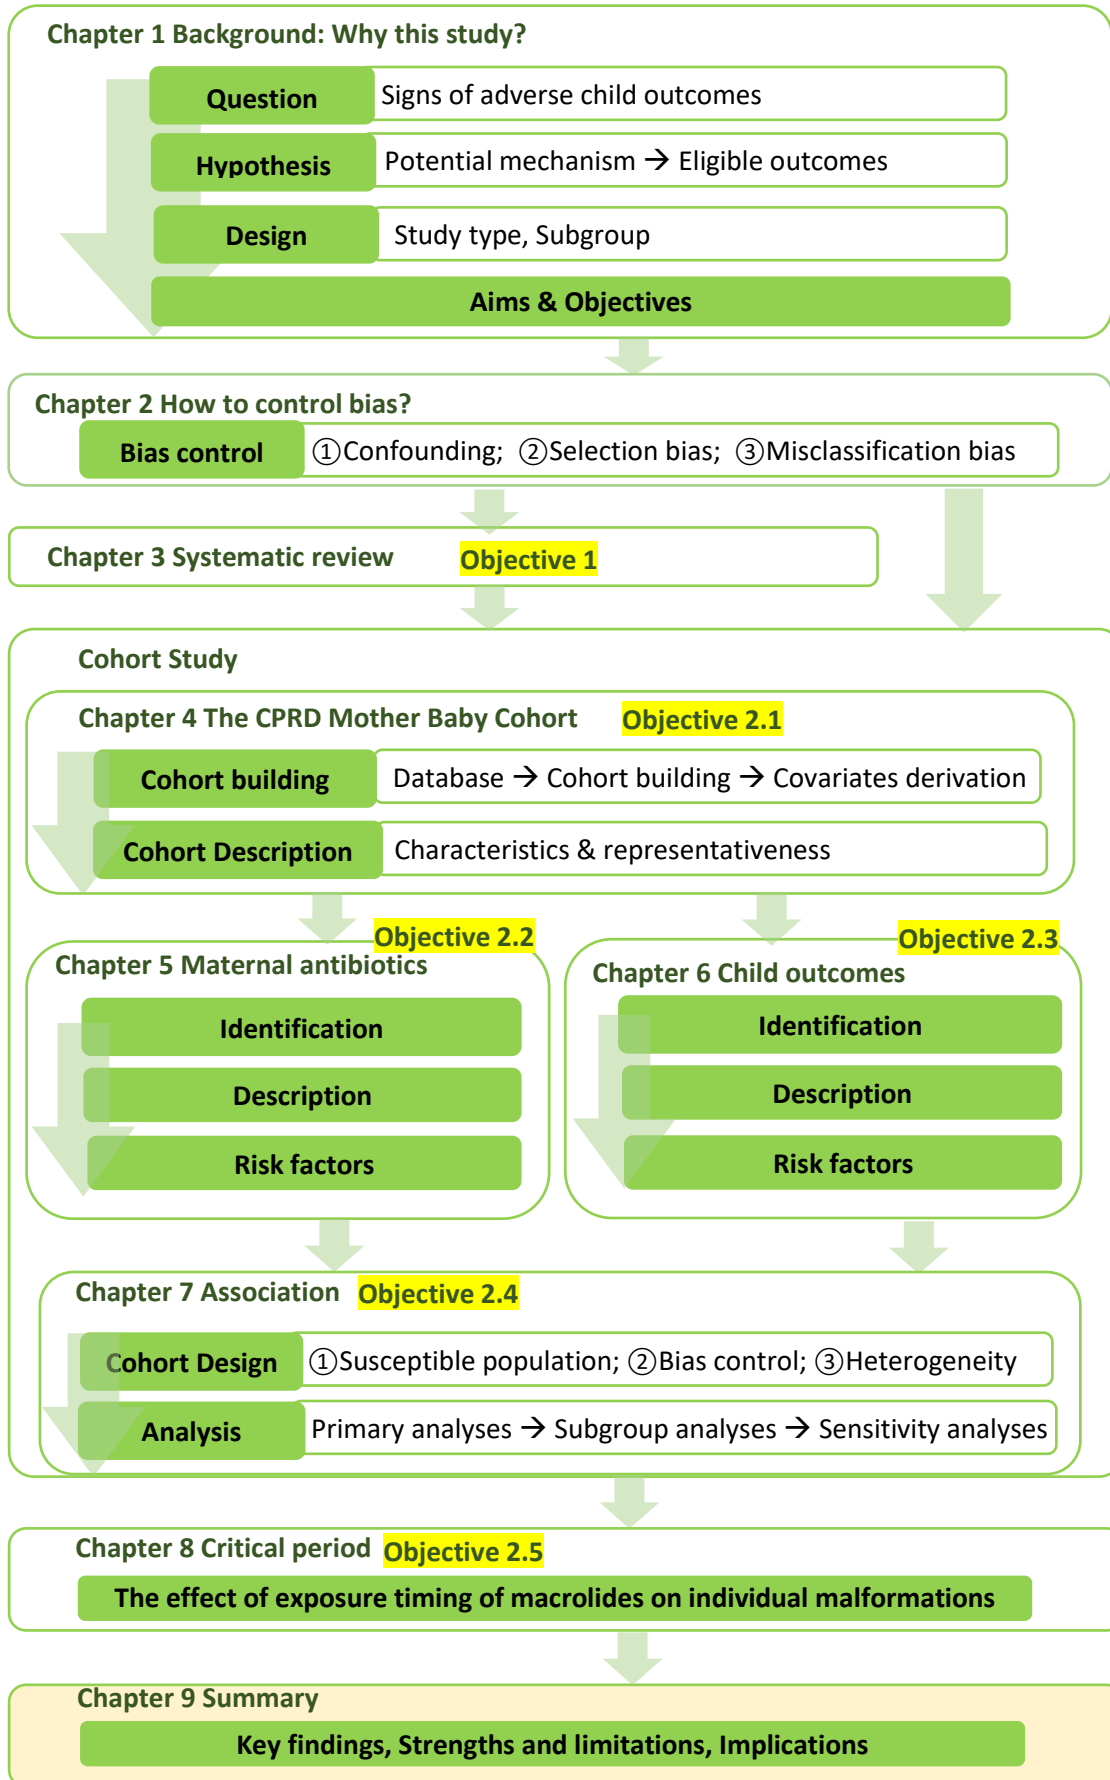 Chapter 1 Background: Why this study?
Question
Signs of adverse child outcomes
Hypothesis
Potential mechanism → Eligible outcomes
Design
Study type, Subgroup
Aims & Objectives
Chapter 2 How to control bias?
Bias control
①Confounding; ②Selection bias; ③Misclassification bias
Chapter 3 Systematic review
Objective 1
Cohort Study
Chapter 4 The CPRD Mother Baby Cohort
Objective 2.1
Cohort building
Database → Cohort building → Covariates derivation
Cohort Description
Characteristics & representativeness
Objective 2.2
Chapter 5 Maternal antibiotics
Identification
Description
Risk factors
Objective 2.3
Chapter 6 Child outcomes
Identification
Description
Risk factors
Chapter 7 Association
Objective 2.4
Cohort Design
①Susceptible population; ②Bias control; ③Heterogeneity
Analysis
Primary analyses → Subgroup analyses → Sensitivity analyses
Chapter 8 Critical period
Objective 2.5
The effect of exposure timing of macrolides on individual malformations
Chapter 9 Summary
Key findings, Strengths and limitations, Implications